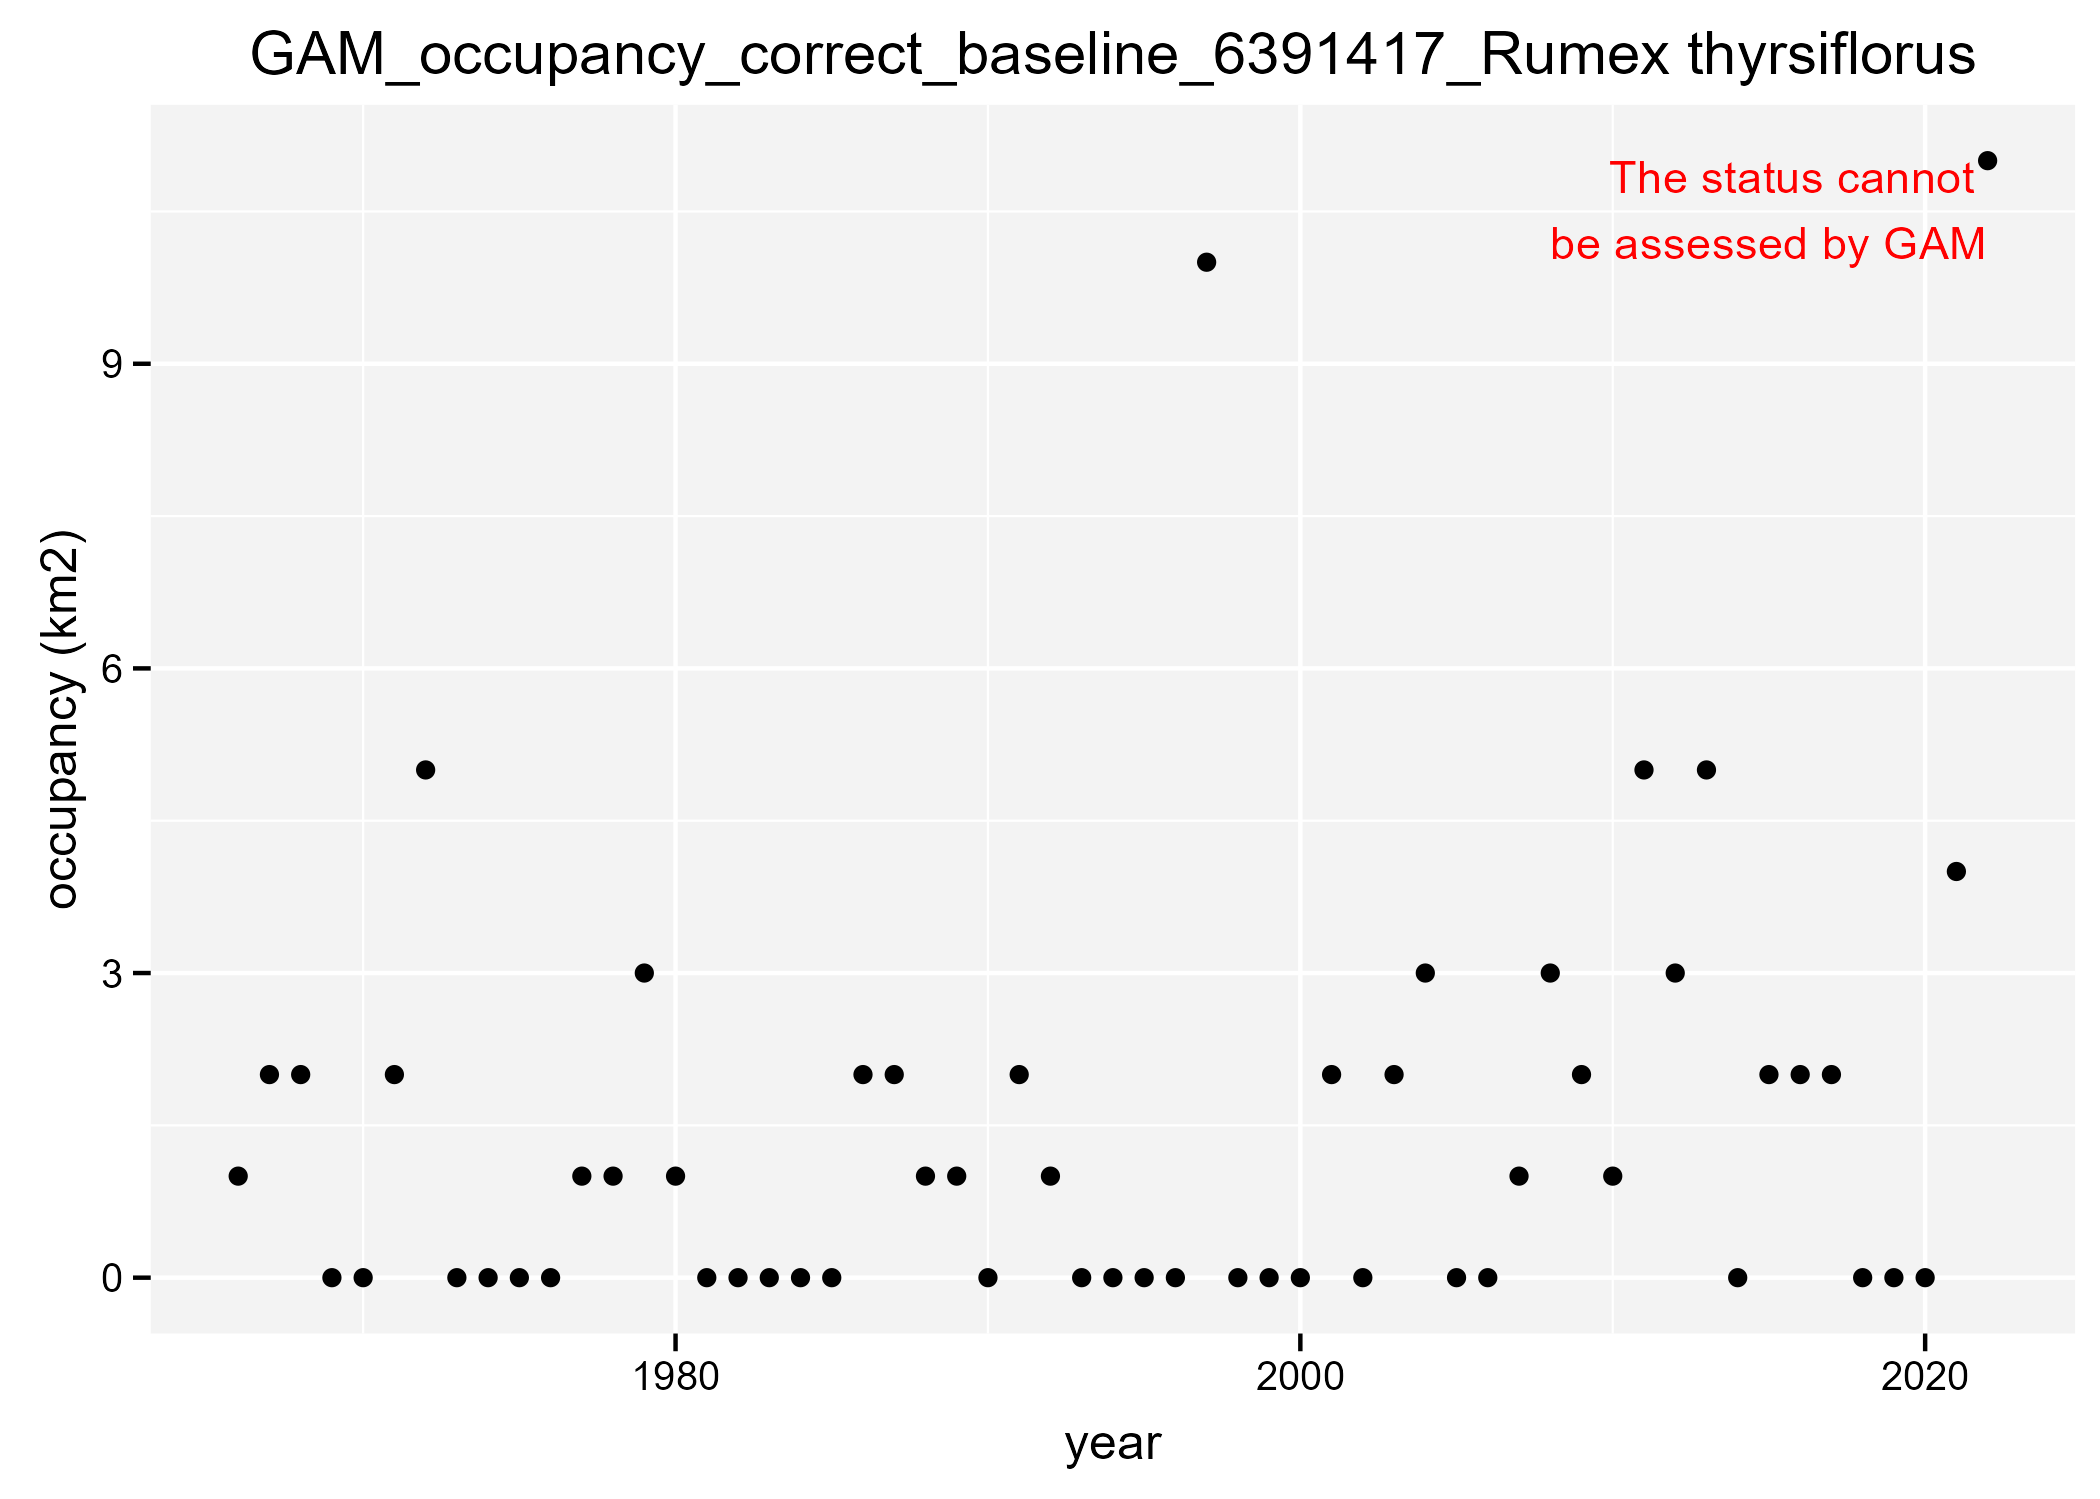 GAM_occupancy_correct_baseline_6391417_Rumex thyrsiflorus
The status cannot
be assessed by GAM
occupancy (km2)
9
6
3
0
1980
2000
2020
year